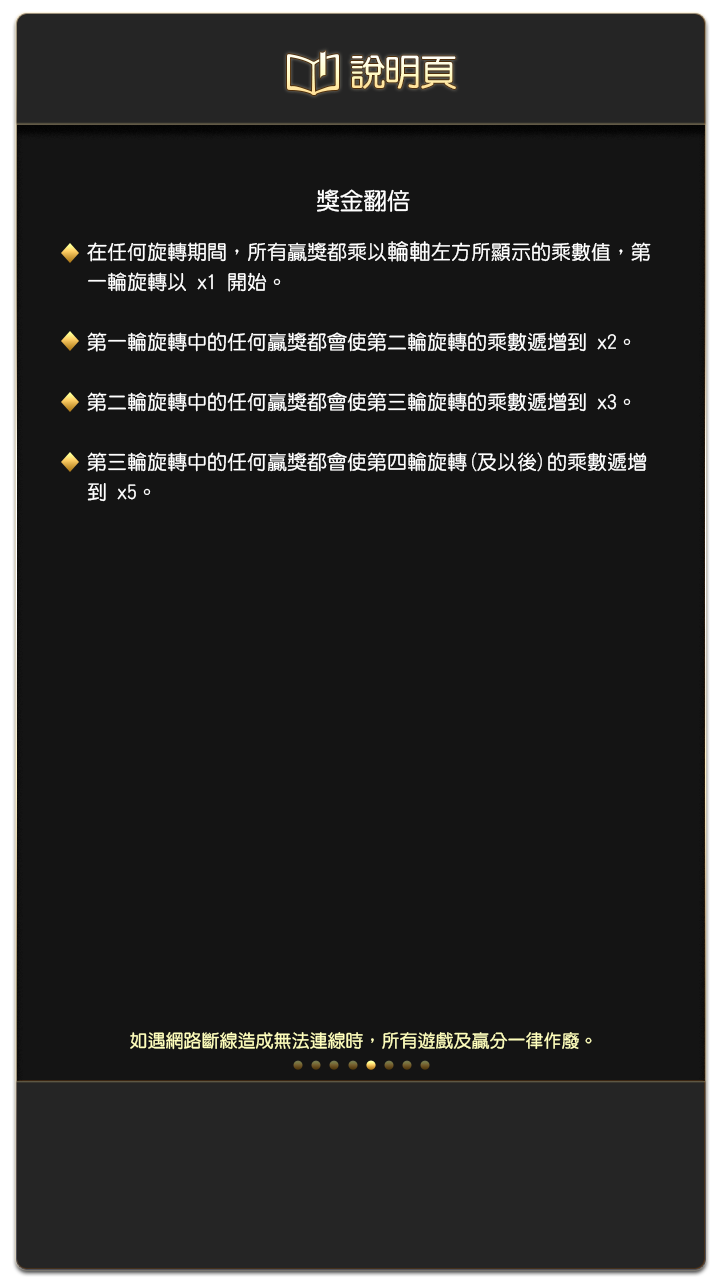 說明頁
獎金翻倍
在任何旋轉期間，所有贏獎都乘以輪軸左方所顯示的乘數值，第
一輪旋轉以 x1 開始。
第一輪旋轉中的任何贏獎都會使第二輪旋轉的乘數遞增到 x2。
第二輪旋轉中的任何贏獎都會使第三輪旋轉的乘數遞增到 x3。
第三輪旋轉中的任何贏獎都會使第四輪旋轉(及以後)的乘數遞增
到 x5。
如遇網路斷線造成無法連線時，所有遊戲及贏分一律作廢。